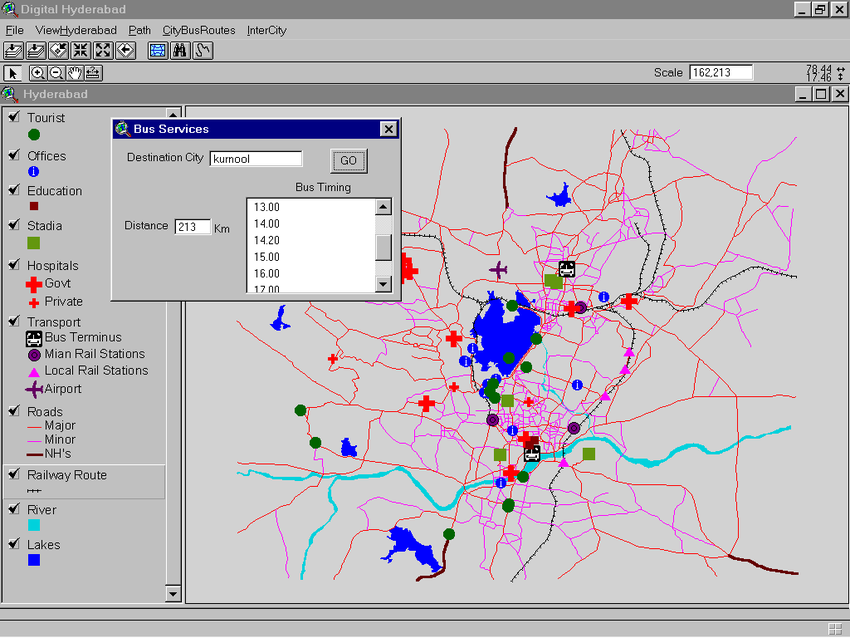 Digital Hyderabad
File ViewHyderabad Path CityBusRoutes InterCity
Scale 162,213 78.44
17.46
Hyderabad
Tourist
Offices
Education
Stadia
Hospitals
Govt
Private
Transport
Bus Terminus
Mian Rail Stations
Local Rail Stations
Airport
Roads
Major
Minor
NH's
Railway Route
River
Lakes
Bus Services
Destination City kurnool GO
Bus Timing
Distance 213 Km
13.00
14.00
14.20
15.00
16.00
17.00